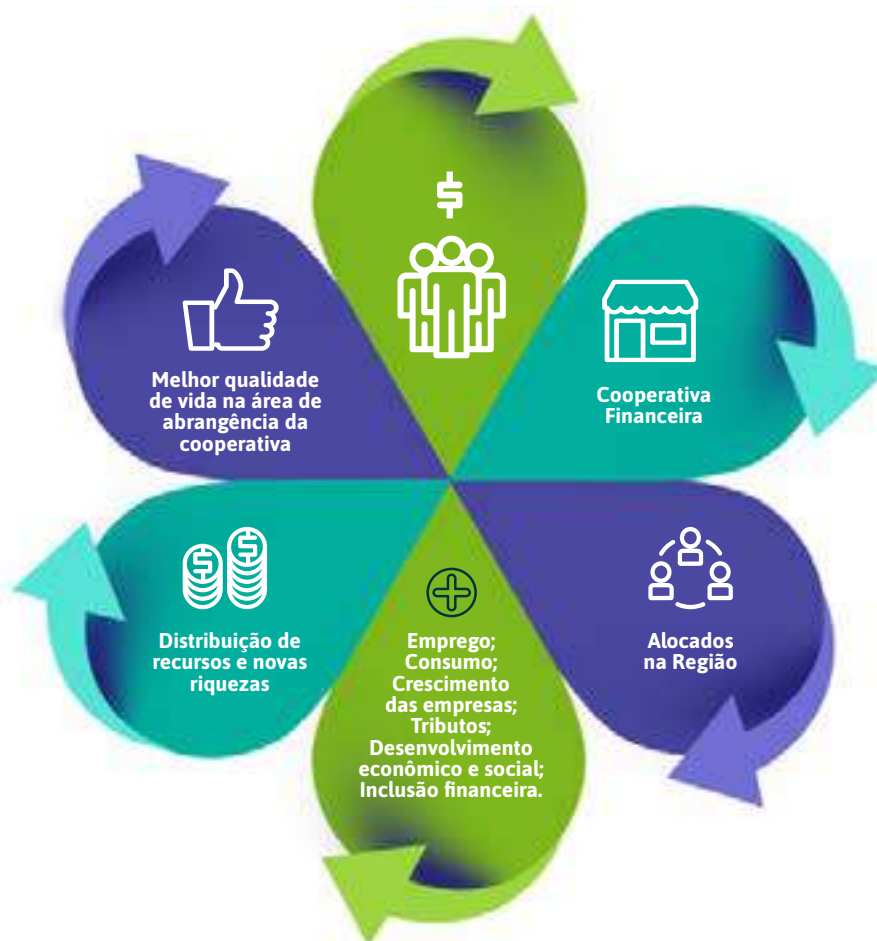 $
Cooperativa
Financeira
Alocados
na Região
Emprego;
Consumo;
Crescimento
das empresas;
Tributos;
Desenvolvimento
econômico e social;
Inclusão financeira.
$ $
Distribuição de
recursos e novas
riquezas
Melhor qualidade
de vida na área de
abrangência da
cooperativa